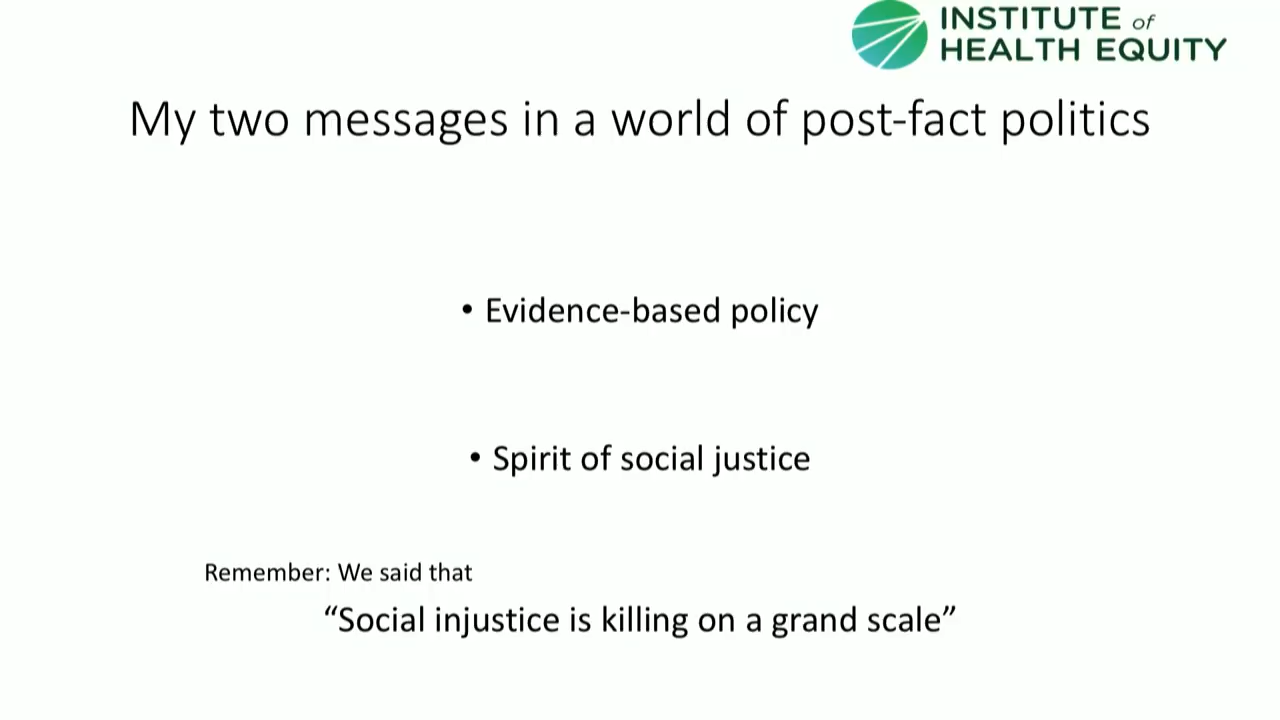 INSTITUTE of
HEALTH EQUITY
My two messages in a world of post-fact politics
• Evidence-based policy
• Spirit of social justice
Remember: We said that
“Social injustice is killing on a grand scale”